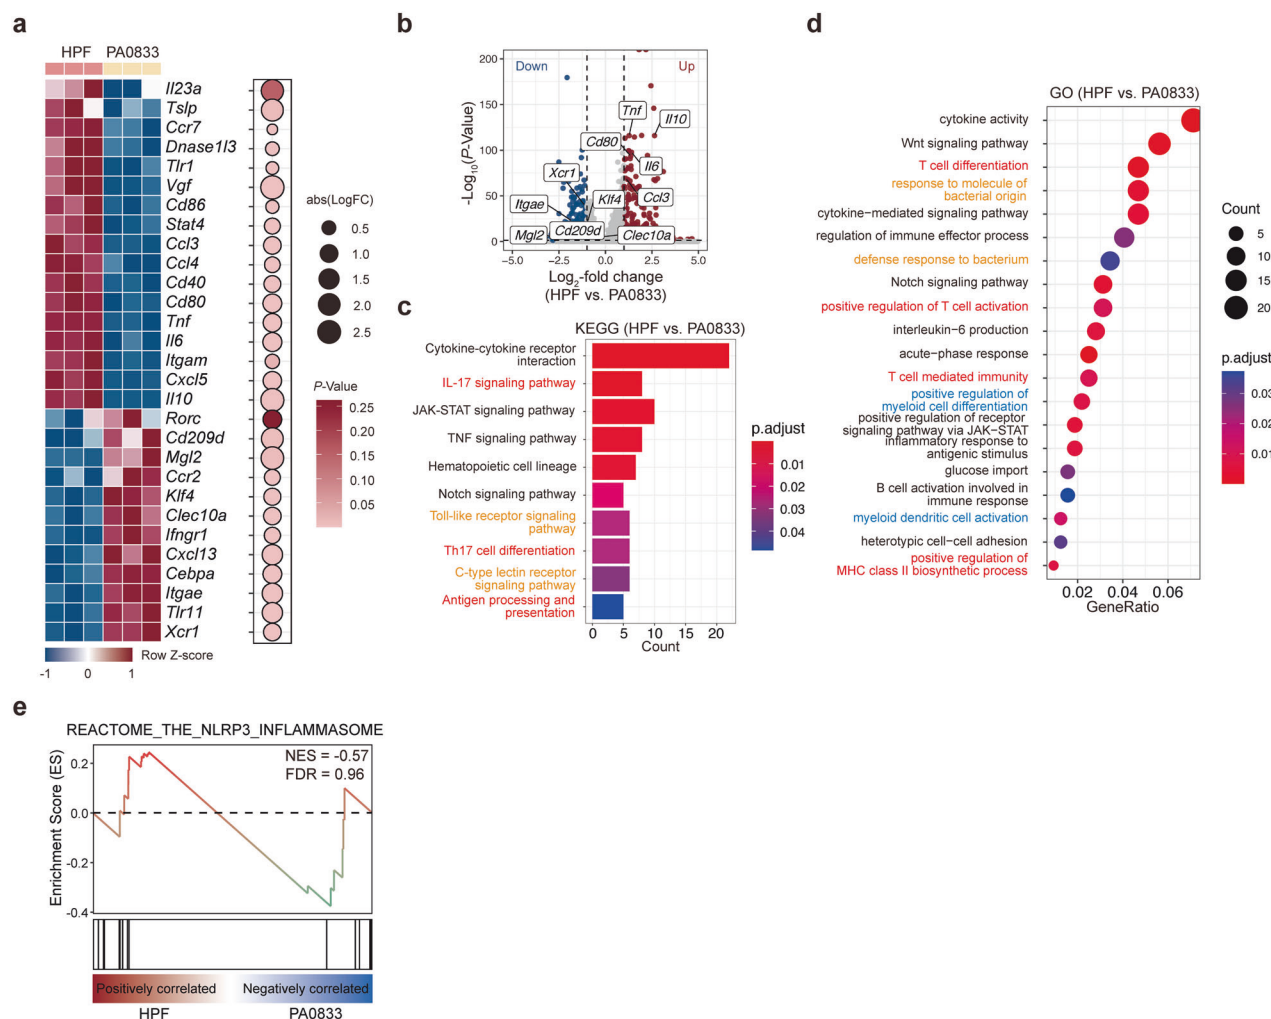 a
HPF PA0833
Il23a
Tslp
Ccr7
Dnase1l3
Tlr1
Vgf
Cd86
Stat4
Ccl3
Ccl4
Cd40
Cd80
Tnf
Il6
Itgam
Cxcl5
Il10
Rorc
Cd209d
Mgl2
Ccr2
Klf4
Clec10a
Ifngr1
Cxcl13
Cebpa
Itgae
Tlr11
Xcr1
-1 0 1 Row Z-score
abs(LogFC)
0.5
1.0
1.5
2.0
2.5
P-Value
0.25
0.20
0.15
0.10
0.05
b
-Log10(P-Value)
200
150
100
50
0
Down Up
Tnf
Il10
Cd80
Il6
Xcr1
Klf4
Ccl3
Itgae
Mgl2
Cd209d
Clec10a
-5.0 -2.5 0.0 2.5 5.0
Log2-fold change
(HPF vs. PA0833)
c
KEGG (HPF vs. PA0833)
Cytokine-cytokine receptor
interaction
IL-17 signaling pathway
JAK-STAT signaling pathway
TNF signaling pathway
Hematopoietic cell lineage
Notch signaling pathway
Toll-like receptor signaling
pathway
Th17 cell differentiation
C-type lectin receptor
signaling pathway
Antigen processing and
presentation
0 5 10 15 20
Count
p.adjust
0.01
0.02
0.03
0.04
d
GO (HPF vs. PA0833)
cytokine activity
Wnt signaling pathway
T cell differentiation
response to molecule of
bacterial origin
cytokine−mediated signaling pathway
regulation of immune effector process
defense response to bacterium
Notch signaling pathway
positive regulation of T cell activation
interleukin−6 production
acute−phase response
T cell mediated immunity
positive regulation of
myeloid cell differentiation
positive regulation of receptor
signaling pathway via JAK−STAT
inflammatory response to
antigenic stimulus
glucose import
B cell activation involved in
immune response
myeloid dendritic cell activation
heterotypic cell−cell adhesion
positive regulation of
MHC class II biosynthetic process
0.02 0.04 0.06
GeneRatio
Count
5
10
15
20
p.adjust
0.03
0.02
0.01
e
REACTOME_THE_NLRP3_INFLAMMASOME
Enrichment Score (ES)
0.2
0.0
-0.2
-0.4
NES = -0.57
FDR = 0.96
Positively correlated Negatively correlated
HPF PA0833